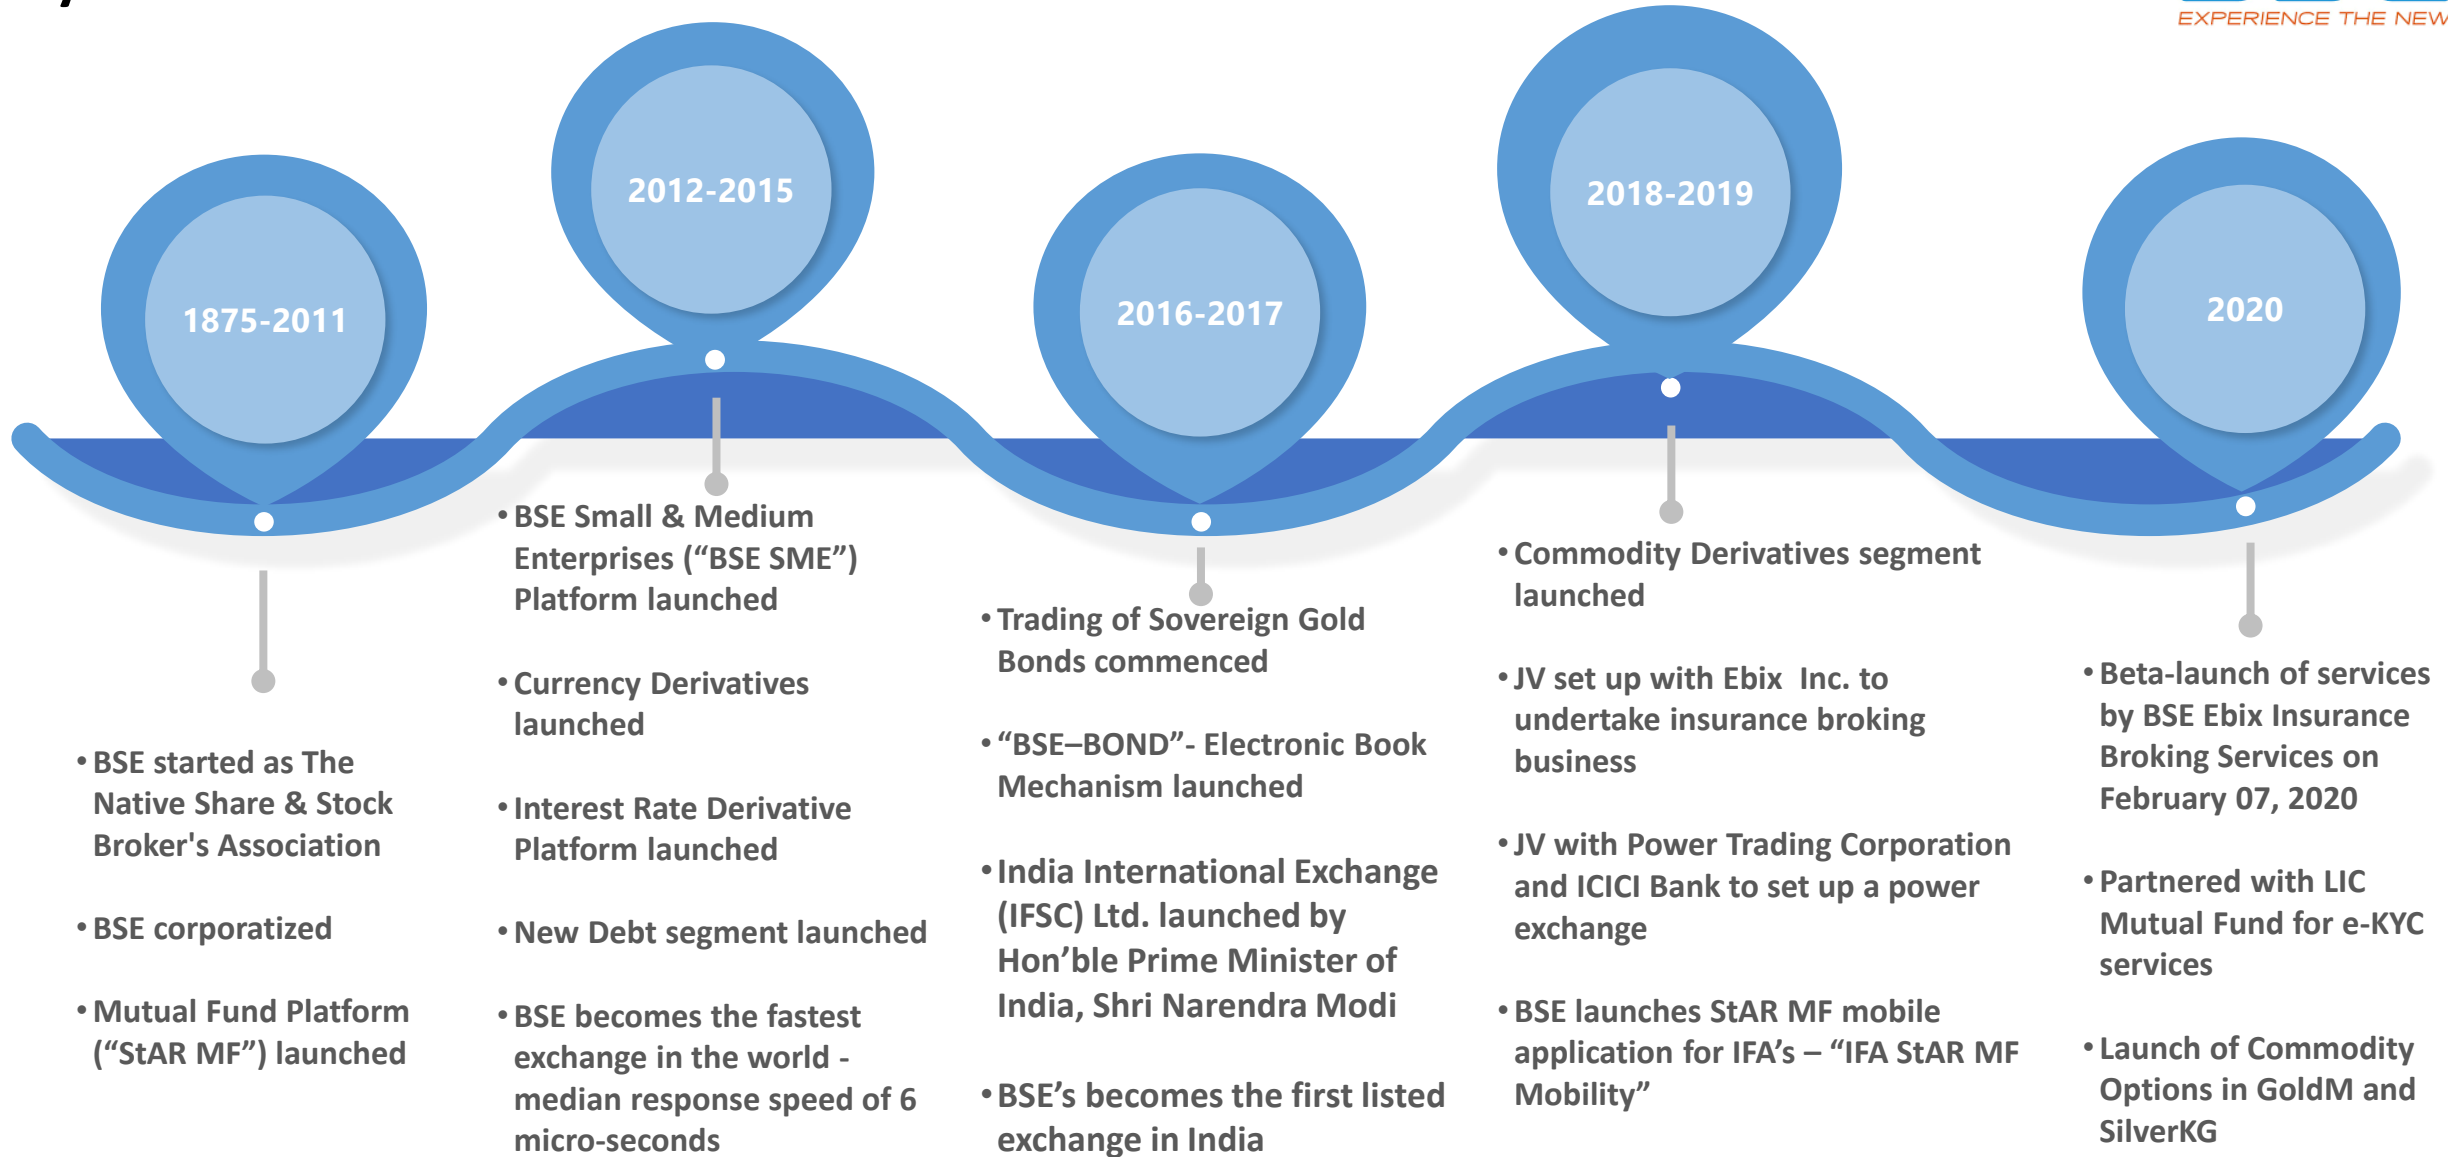 EXPERIENCE THE NEW
1875-2011
• BSE started as The
Native Share & Stock
Broker's Association
• BSE corporatized
• Mutual Fund Platform
(“StAR MF”) launched
2012-2015
• BSE Small & Medium
Enterprises (“BSE SME”)
Platform launched
• Currency Derivatives
launched
• Interest Rate Derivative
Platform launched
• New Debt segment launched
• BSE becomes the fastest
exchange in the world -
median response speed of 6
micro-seconds
2016-2017
• Trading of Sovereign Gold
Bonds commenced
• “BSE–BOND”- Electronic Book
Mechanism launched
• India International Exchange
(IFSC) Ltd. launched by
Hon’ble Prime Minister of
India, Shri Narendra Modi
• BSE’s becomes the first listed
exchange in India
2018-2019
• Commodity Derivatives segment
launched
• JV set up with Ebix  Inc. to
undertake insurance broking
business
• JV with Power Trading Corporation
and ICICI Bank to set up a power
exchange
• BSE launches StAR MF mobile
application for IFA’s – “IFA StAR MF
Mobility”
2020
• Beta-launch of services
by BSE Ebix Insurance
Broking Services on
February 07, 2020
• Partnered with LIC
Mutual Fund for e-KYC
services
• Launch of Commodity
Options in GoldM and
SilverKG